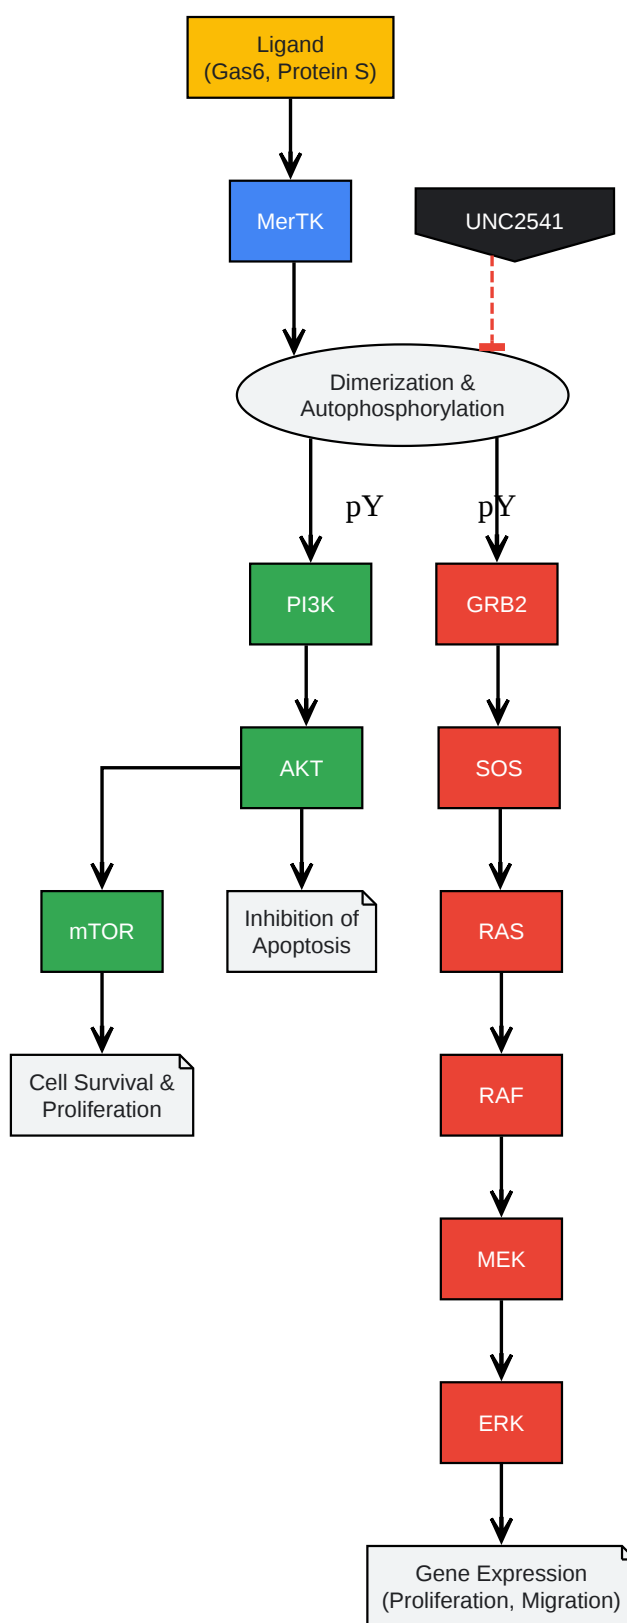 Ligand
(Gas6, Protein S)
MerTK
UNC2541
Dimerization &
Autophosphorylation
pY
pY
PI3K
GRB2
AKT
SOS
mTOR
Inhibition of
Apoptosis
RAS
Cell Survival &
Proliferation
RAF
MEK
ERK
Gene Expression
(Proliferation, Migration)